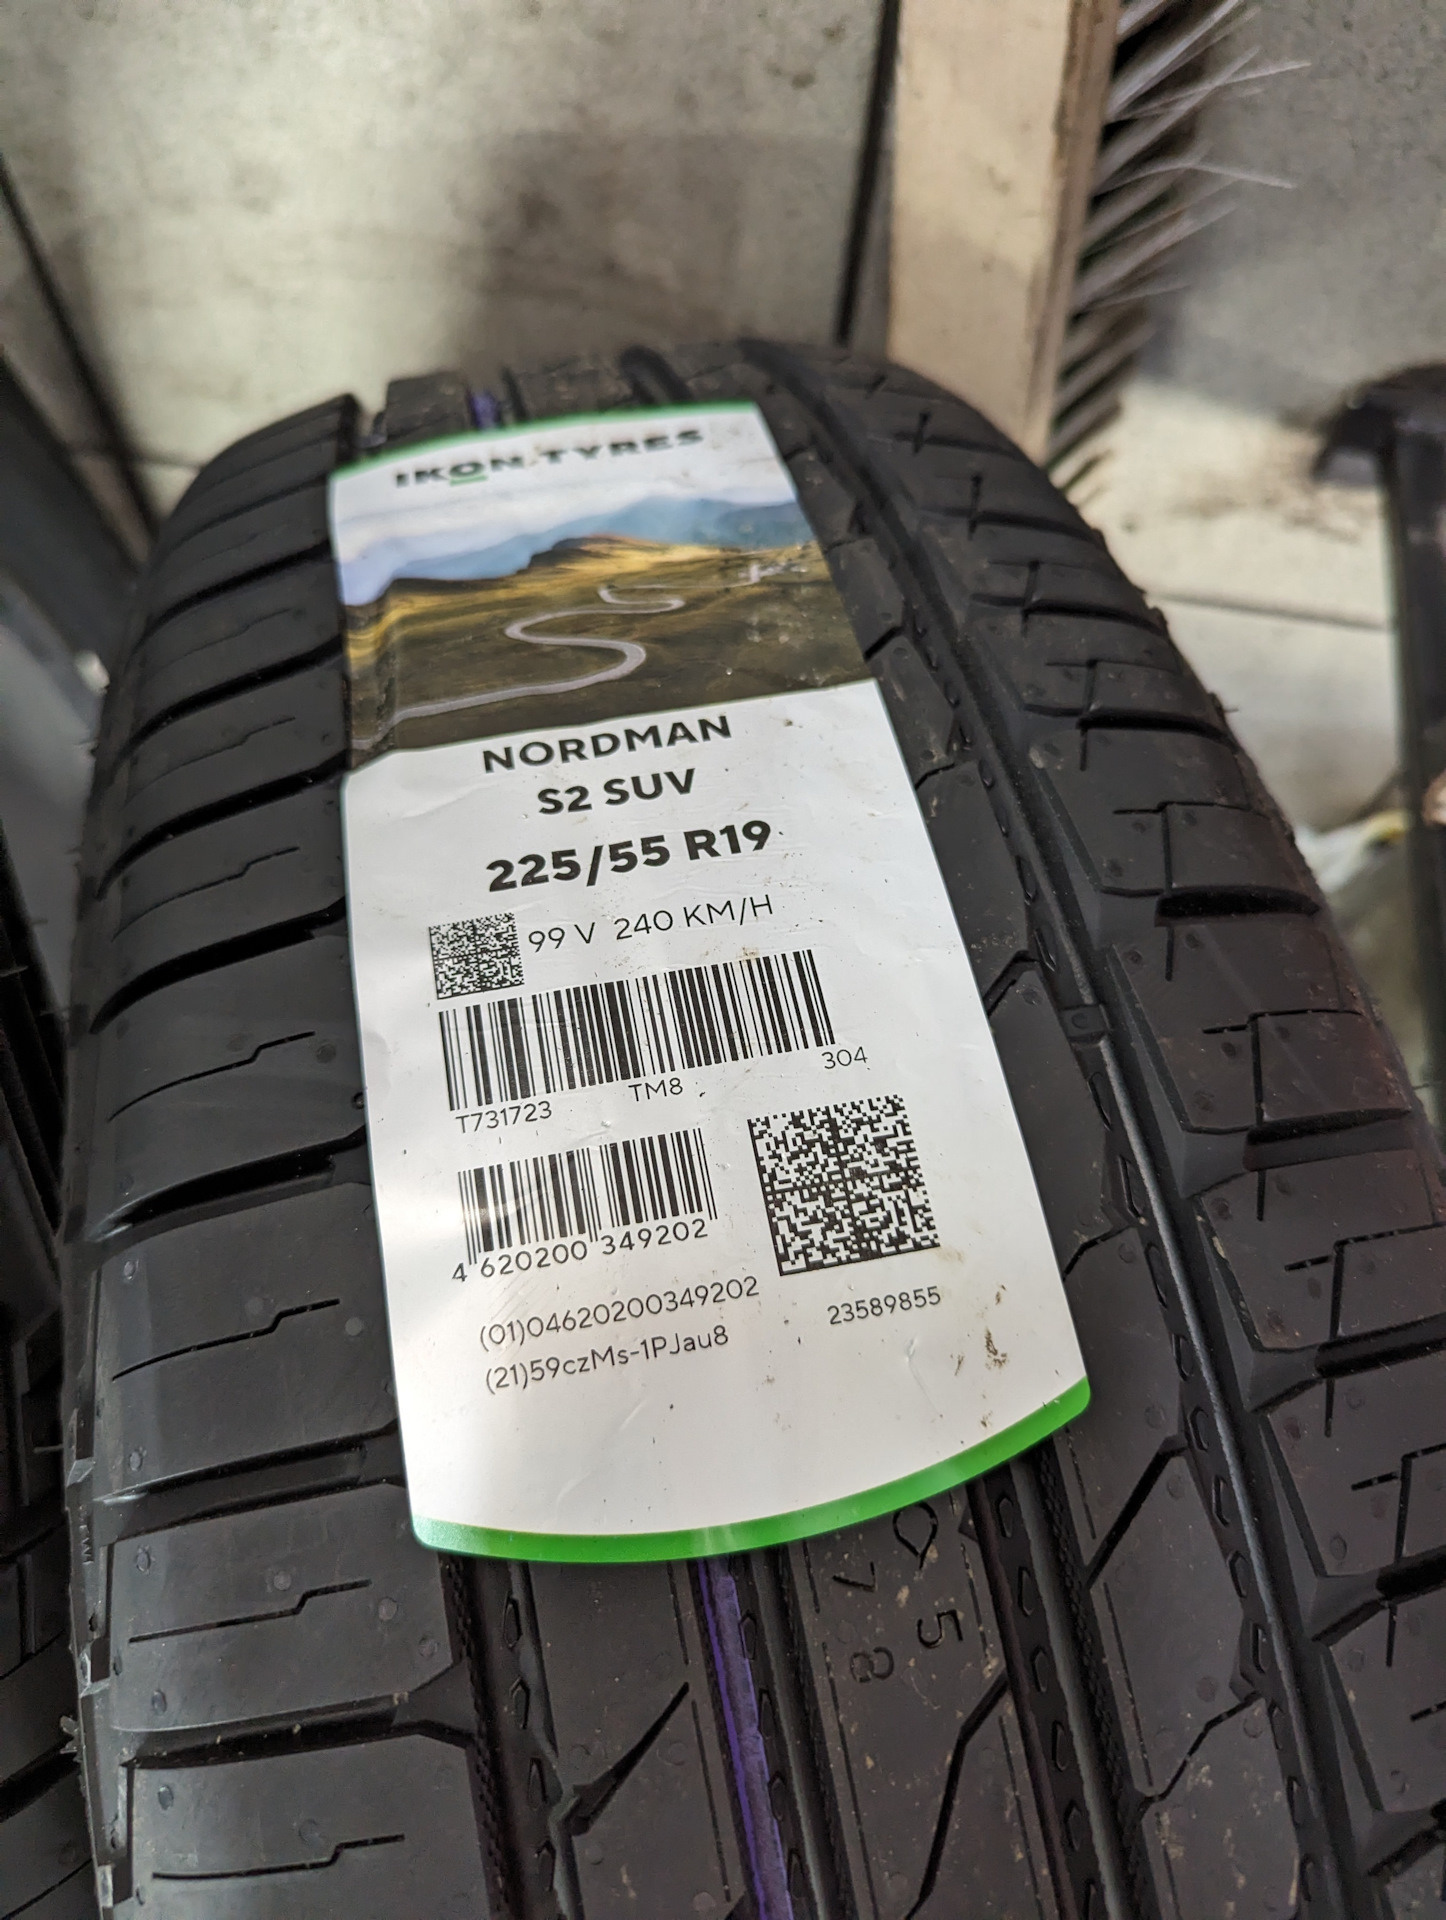 IKON TYRES
NORDMAN
S2 SUV
225/55 R19
99 V 240 KM/H
T731723 TM8 304
4 620200 349202
(01)04620200349202
(21)59czMs-1PJau8
23589855